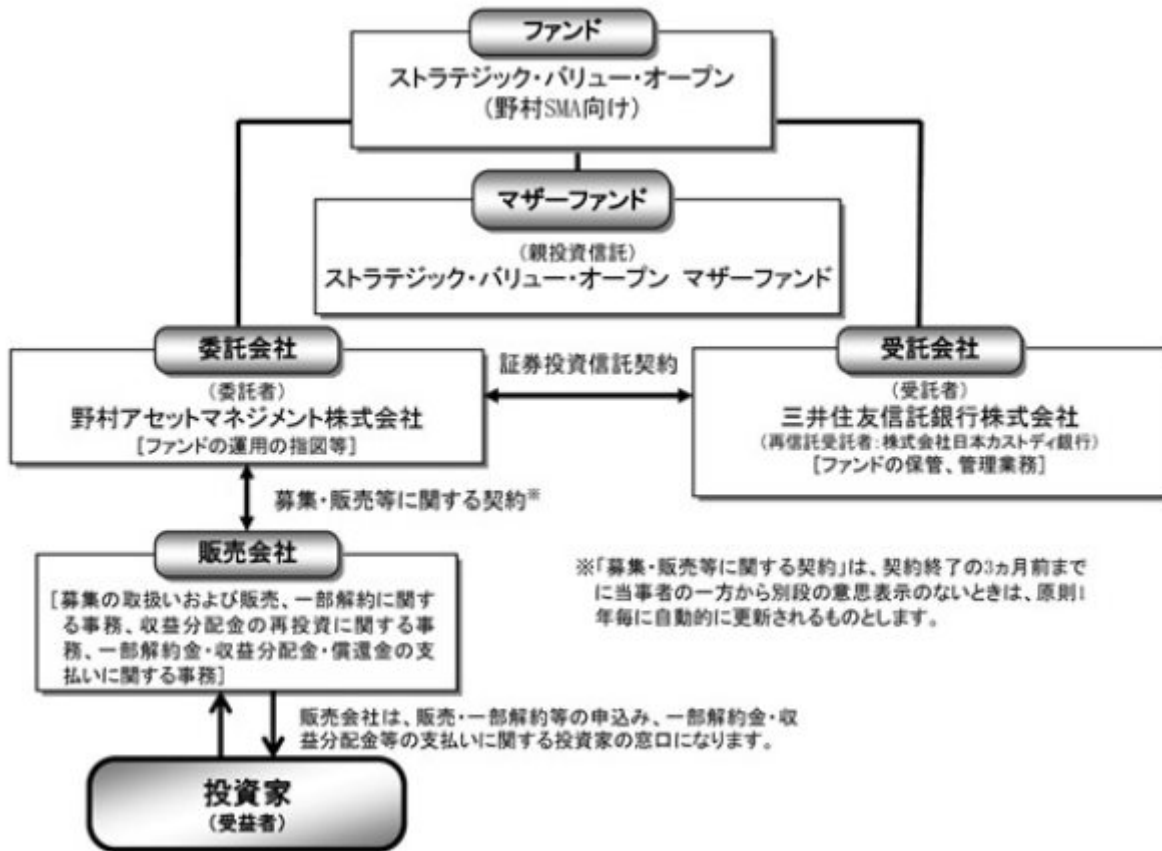 ファンド
ストラテジック・バリュー・オープン
(野村SMA向け)
マザーファンド
(親投資信託)
ストラテジック・バリュー・オープン マザーファンド
委託会社
(委託者)
野村アセットマネジメント株式会社
[ファンドの運用の指図等]
証券投資信託契約
受託会社
(受託者)
三井住友信託銀行株式会社
(再信託受託者:株式会社日本カストディ銀行)
[ファンドの保管、管理業務]
募集・販売等に関する契約※
販売会社
[募集の取扱いおよび販売、一部解約に関す
る事務、収益分配金の再投資に関する事
務、一部解約金・収益分配金・償還金の支
払いに関する事務]
※「募集・販売等に関する契約」は、契約終了の3ヵ月前まで
に当事者の一方から別段の意思表示のないときは、原則1
年毎に自動的に更新されるものとします。
販売会社は、販売・一部解約等の申込み、一部解約金・収
益分配金等の支払いに関する投資家の窓口になります。
投資家
(受益者)